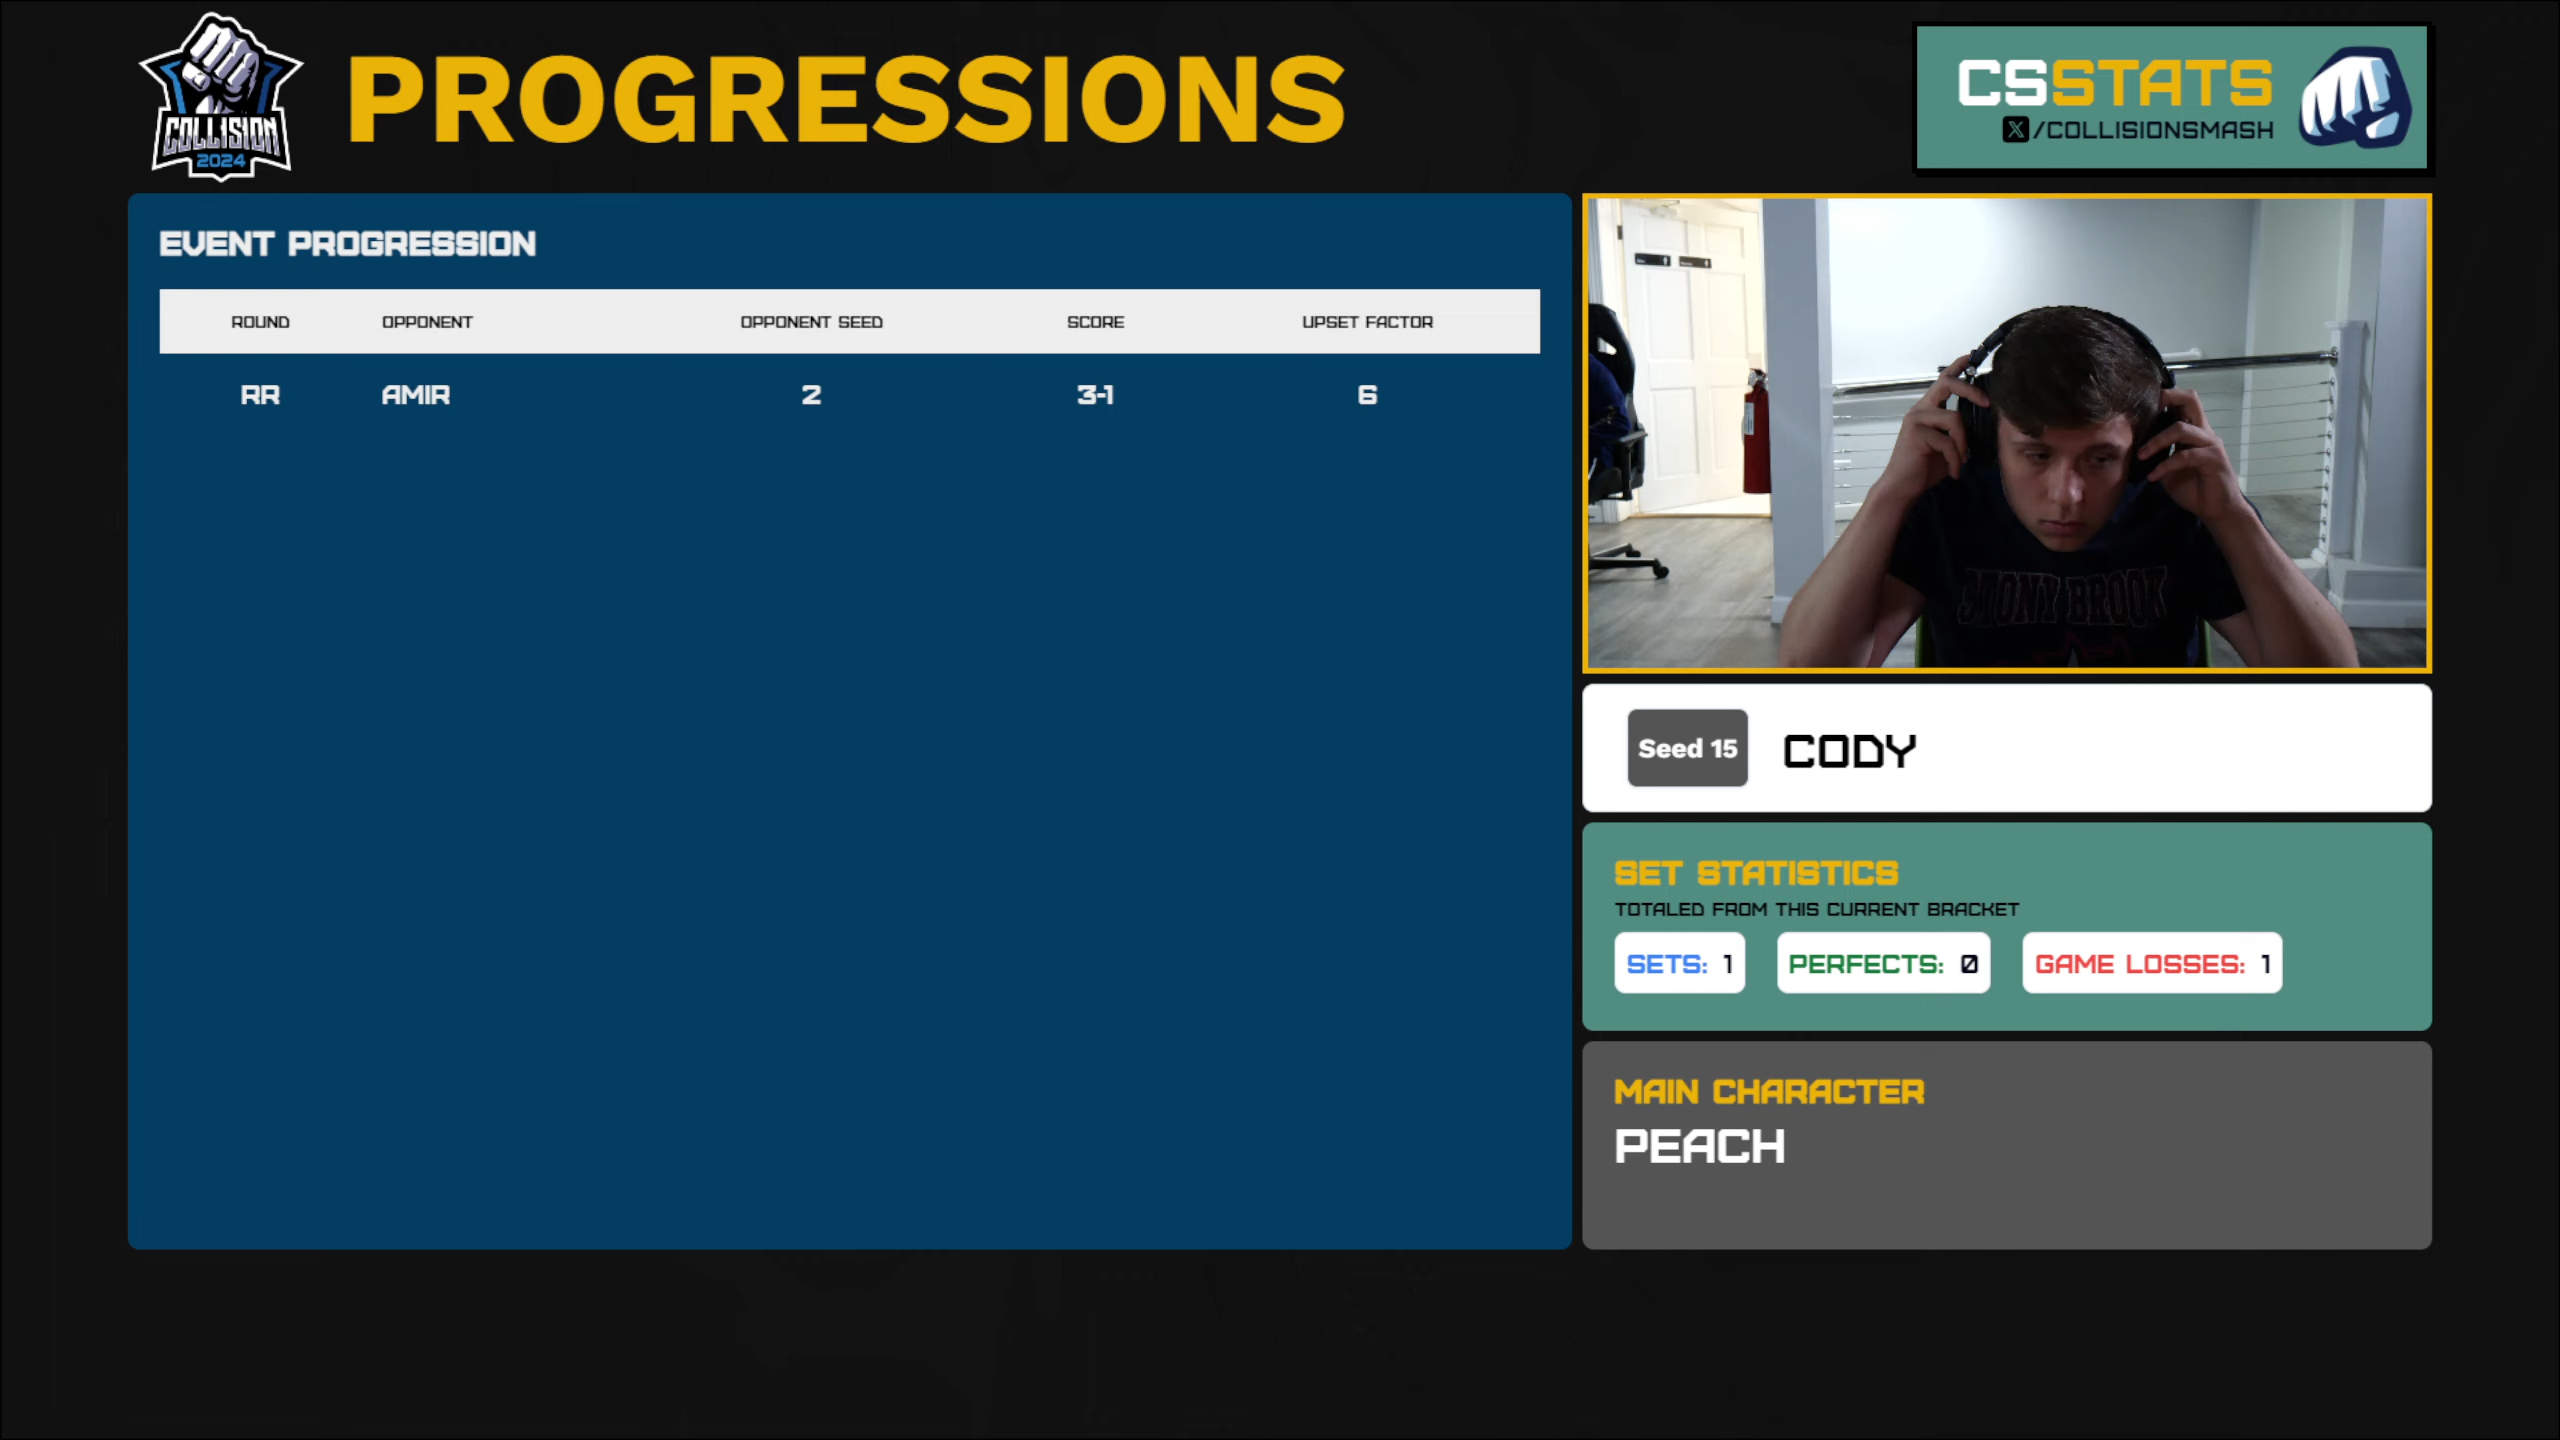 COLLISION
2024
PROGRESSIONS
CSSTATS
X/COLLISIONSMASH
EVENT PROGRESSION
ROUND OPPONENT OPPONENT SEED SCORE UPSET FACTOR
RR AMIR 2 3-1 6
STONY BROOK
Seed 15 CODY
SET STATISTICS
TOTALED FROM THIS CURRENT BRACKET
SETS: 1 PERFECTS: 0 GAME LOSSES: 1
MAIN CHARACTER
PEACH